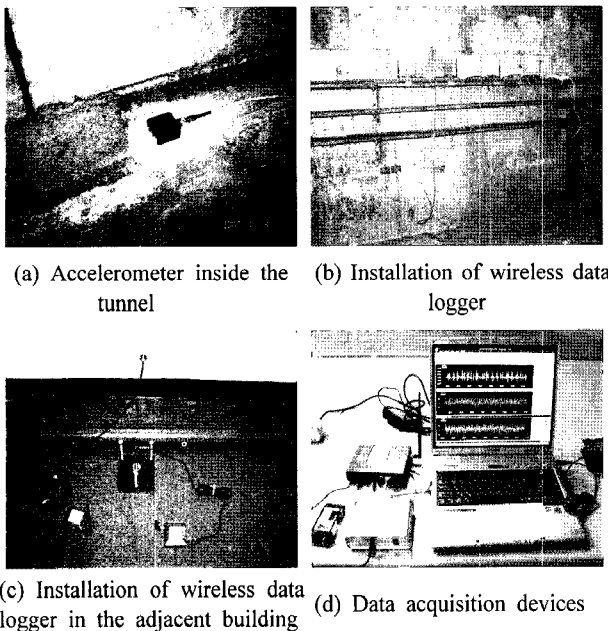 (a) Accelerometer inside the
tunnel
(b) Installation of wireless data
logger
(c) Installation of wireless data
logger in the adjacent building
(d) Data acquisition devices